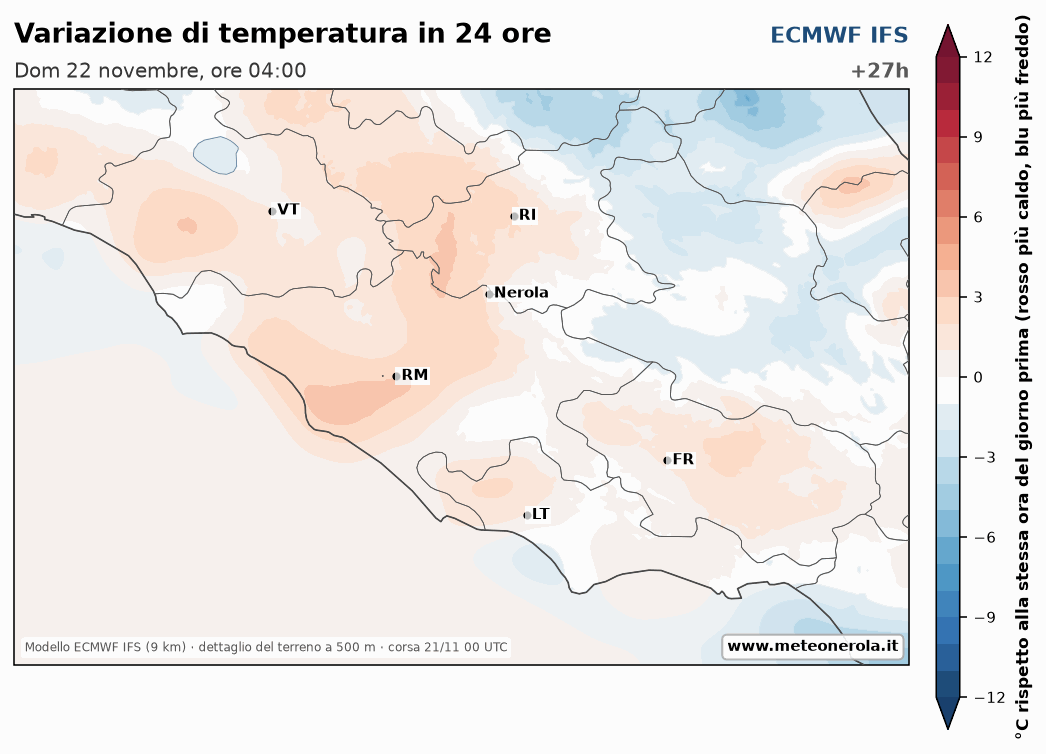 Variazione di temperatura in 24 ore
ECMWF IFS
Dom 22 novembre, ore 04:00
+27h
VT
RI
Nerola
RM
FR
LT
Modello ECMWF IFS (9 km) · dettaglio del terreno a 500 m · corsa 21/11 00 UTC
www.meteonerola.it
12
9
6
3
0
−3
−6
−9
−12
°C rispetto alla stessa ora del giorno prima (rosso più caldo, blu più freddo)